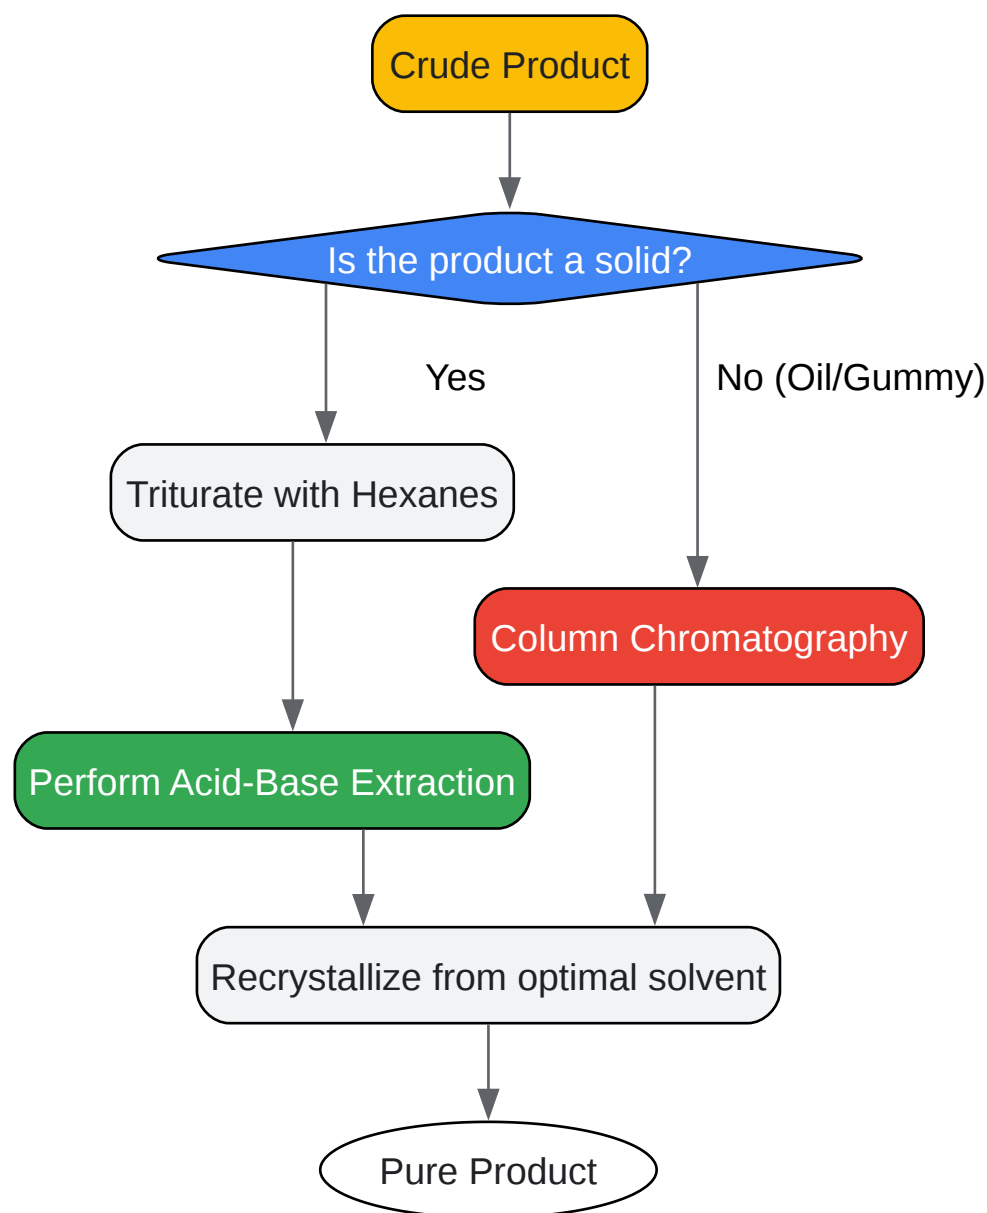 Crude Product
Is the product a solid?
Yes
No (Oil/Gummy)
Triturate with Hexanes
Column Chromatography
Perform Acid-Base Extraction
Recrystallize from optimal solvent
Pure Product